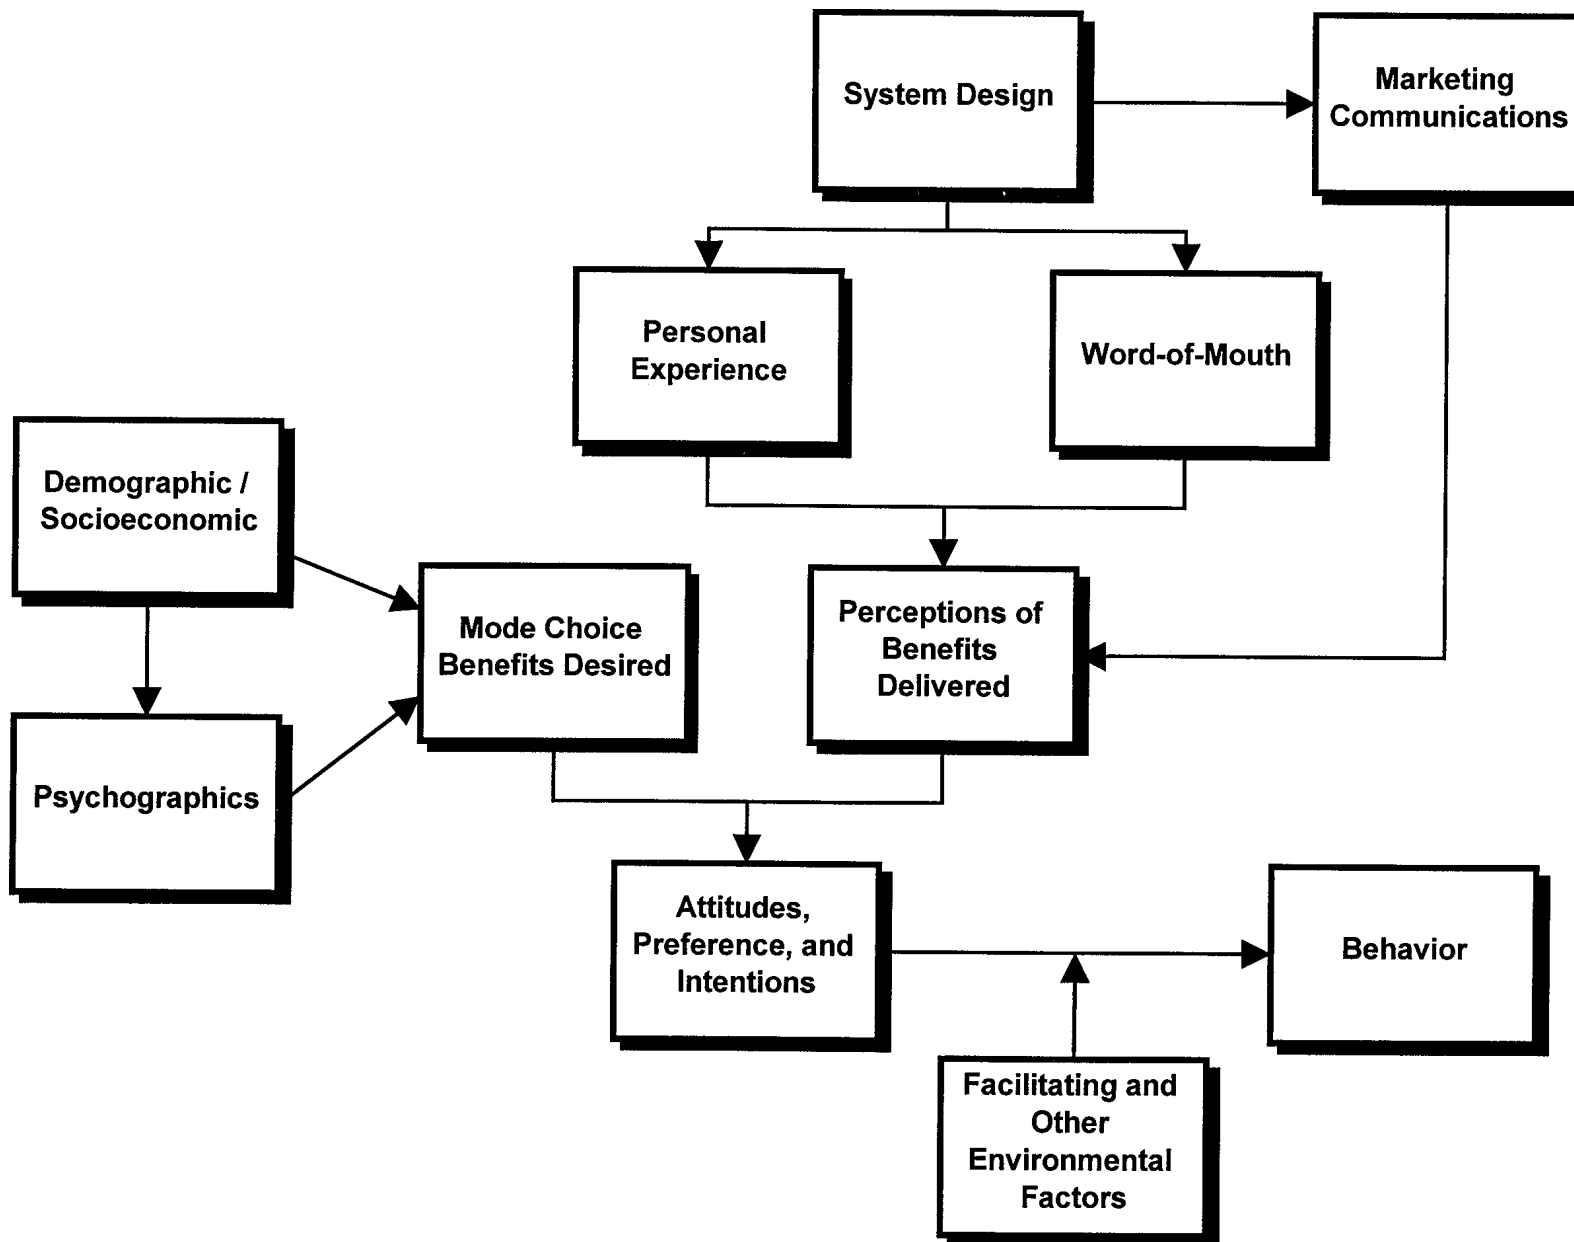 System Design
Marketing
Communications
Personal
Experience
Word-of-Mouth
Demographic /
Socioeconomic
Mode Choice
Benefits Desired
Perceptions of
Benefits
Delivered
Psychographics
Attitudes,
Preference, and
Intentions
Behavior
Facilitating and
Other
Environmental
Factors